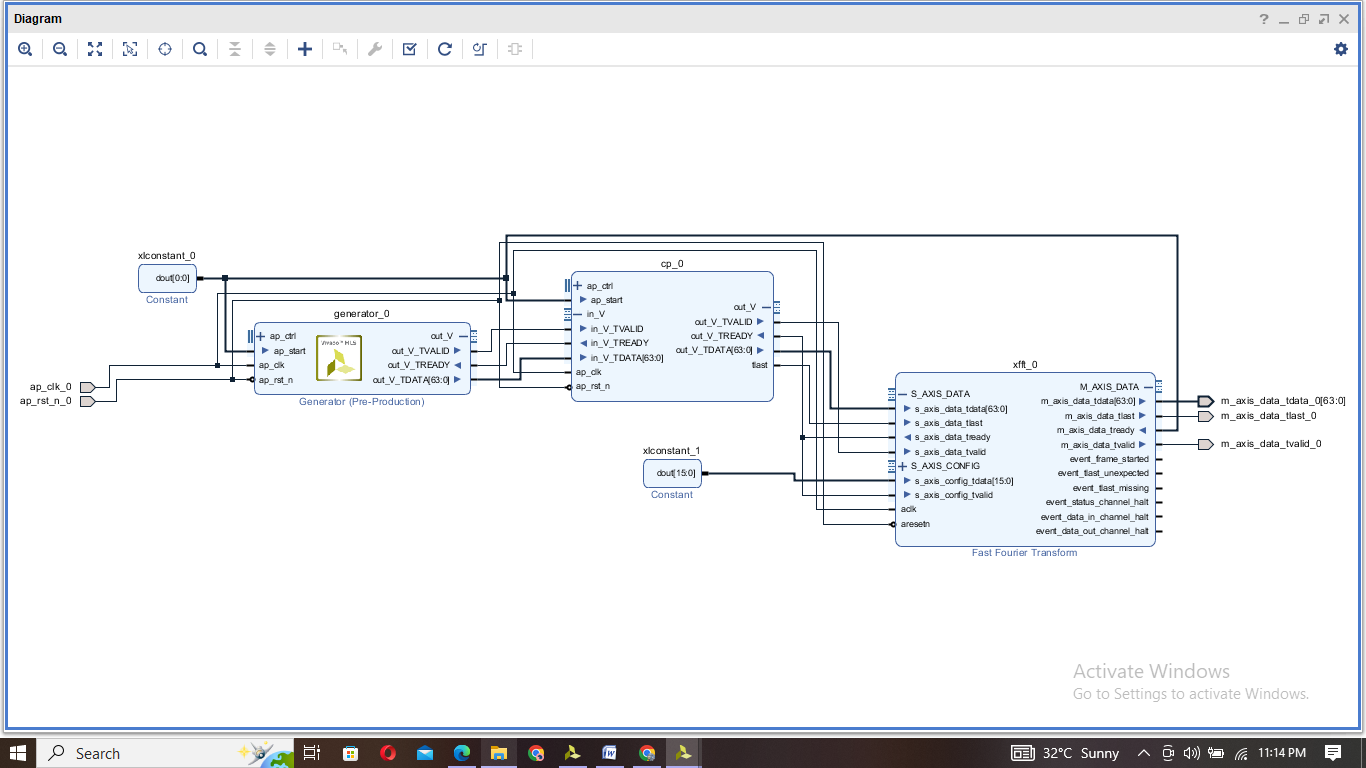 Diagram
xlconstant_0
dout[0:0]
Constant
generator_0
ap_ctrl
ap_start
ap_clk
ap_rst_n
out_V
out_V_TVALID
out_V_TREADY
out_V_TDATA[63:0]
Generator (Pre-Production)
ap_clk_0
ap_rst_n_0
cp_0
ap_ctrl
ap_start
in_V
in_V_TVALID
in_V_TREADY
in_V_TDATA[63:0]
ap_clk
ap_rst_n
out_V
out_V_TVALID
out_V_TREADY
out_V_TDATA[63:0]
tlast
xlconstant_1
dout[15:0]
Constant
xfft_0
S_AXIS_DATA
s_axis_data_tdata[63:0]
s_axis_data_tlast
s_axis_data_tready
s_axis_data_tvalid
S_AXIS_CONFIG
s_axis_config_tdata[15:0]
s_axis_config_tvalid
aclk
aresetn
M_AXIS_DATA
m_axis_data_tdata[63:0]
m_axis_data_tlast
m_axis_data_tready
m_axis_data_tvalid
event_frame_started
event_tlast_unexpected
event_tlast_missing
event_status_channel_halt
event_data_in_channel_halt
event_data_out_channel_halt
Fast Fourier Transform
m_axis_data_tdata_0[63:0]
m_axis_data_tlast_0
m_axis_data_tvalid_0
Activate Windows
Go to Settings to activate Windows.
Search
32°C Sunny
11:14 PM